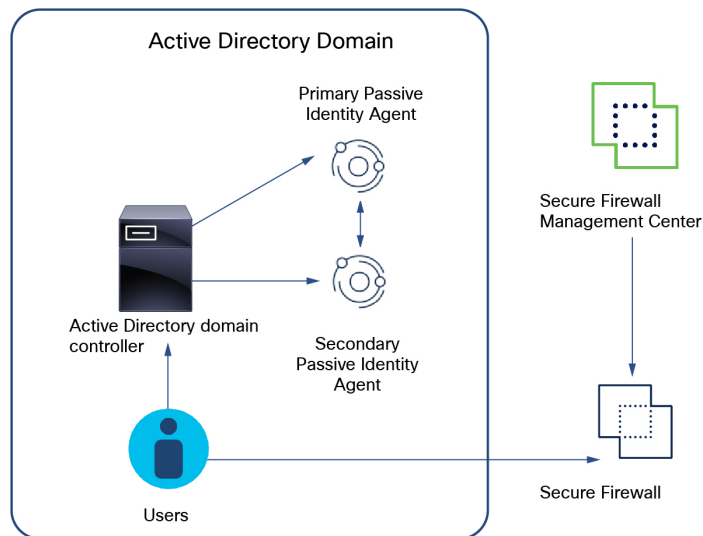 Active Directory Domain
Primary Passive
Identity Agent
Secure Firewall
Management Center
Active Directory domain
controller
Secondary
Passive Identity
Agent
Users
Secure Firewall